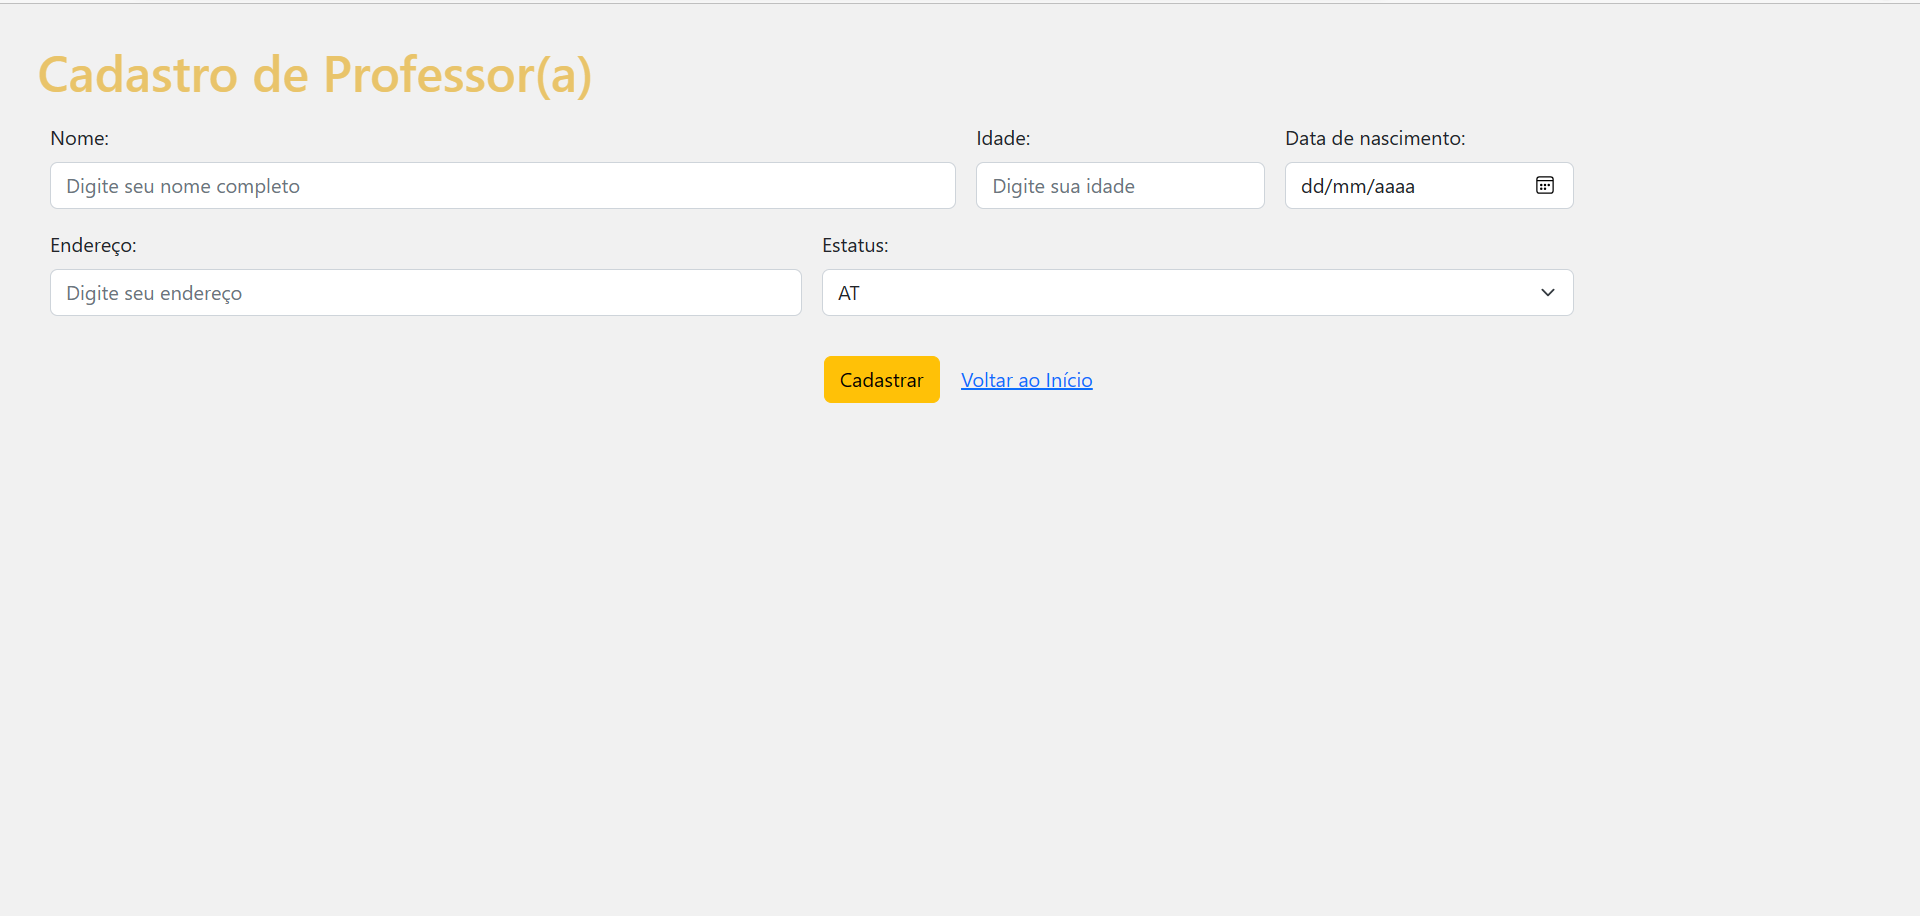 Cadastro de Professor(a)
Nome: Idade: Data de nascimento:
Digite seu nome completo Digite sua idade dd/mm/aaaa
Endereço: Estatus:
Digite seu endereço AT
Cadastrar Voltar ao Início